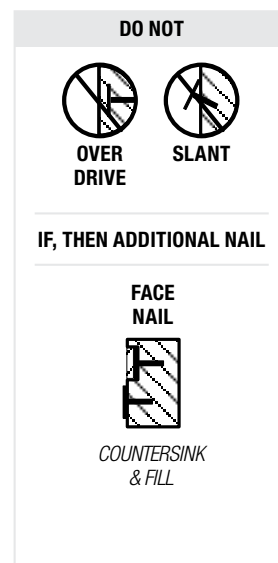 DO NOT
OVER
DRIVE
SLANT
IF, THEN ADDITIONAL NAIL
FACE
NAIL
COUNTERSINK
& FILL